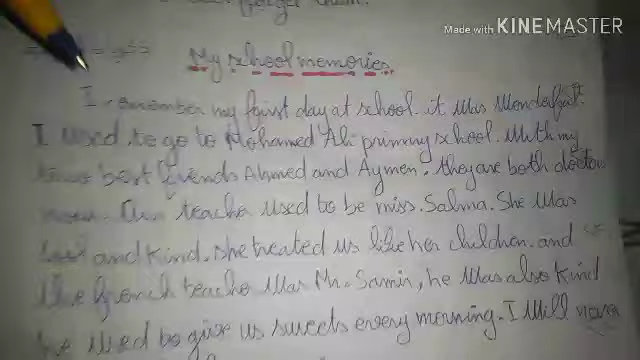 Made with KINEMASTER
My school memories
I remember my first day at school. it was wonderful.
I used to go to Mohamed Ali primary school. With my
two best friends Ahmed and Aymen. they are both doctors
now. Our teacher used to be miss. Salma. She was
and kind. she treated us like her children. and
the french teacher was Mr. Samir, he was also kind
he used to give us sweets every morning. I will never